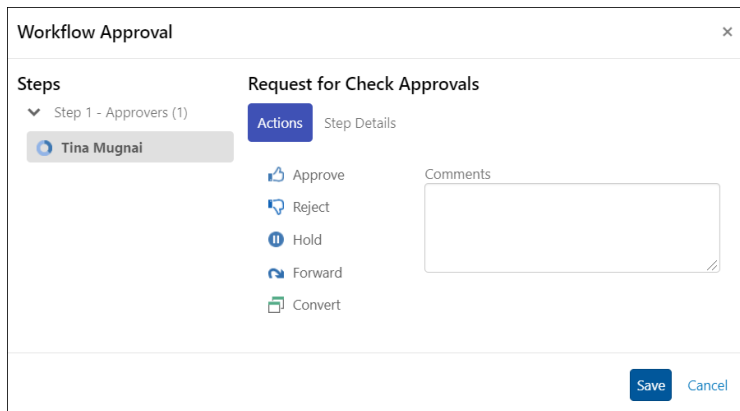 Workflow Approval
×
Steps
Step 1 - Approvers (1)
Tina Mugnai
Request for Check Approvals
Actions
Step Details
Approve
Reject
Hold
Forward
Convert
Comments
Save
Cancel